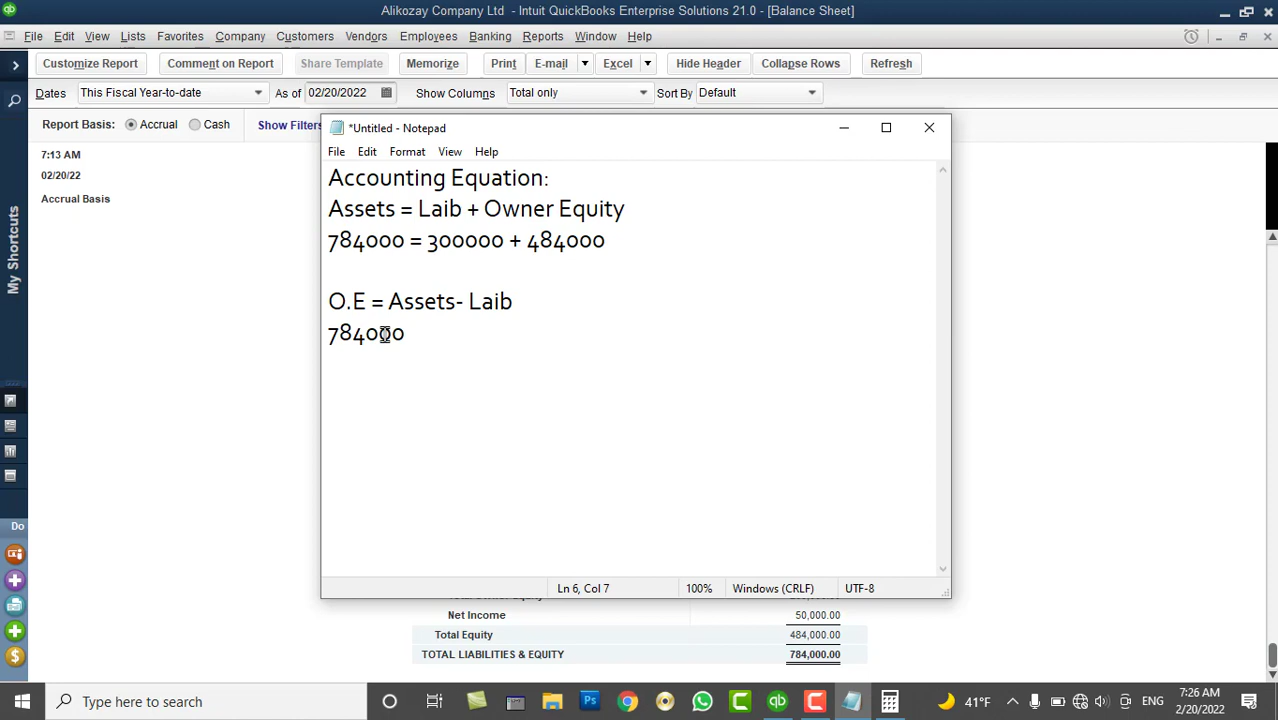 Alikozay Company Ltd - Intuit QuickBooks Enterprise Solutions 21.0 - [Balance Sheet]
File Edit View Lists Favorites Company Customers Vendors Employees Banking Reports Window Help
Customize Report Comment on Report Share Template Memorize Print E-mail Excel Hide Header Collapse Rows Refresh
Dates This Fiscal Year-to-date As of 02/20/2022 Show Columns Total only Sort By Default
Report Basis: Accrual Cash Show Filters
7:13 AM
02/20/22
Accrual Basis
My Shortcuts
Do
*Untitled - Notepad
File Edit Format View Help
Accounting Equation:
Assets = Laib + Owner Equity
784000 = 300000 + 484000
O.E = Assets- Laib
784000
Ln 6, Col 7 100% Windows (CRLF) UTF-8
Net Income 50,000.00
Total Equity 484,000.00
TOTAL LIABILITIES & EQUITY 784,000.00
Type here to search
41°F ENG 7:26 AM
2/20/2022